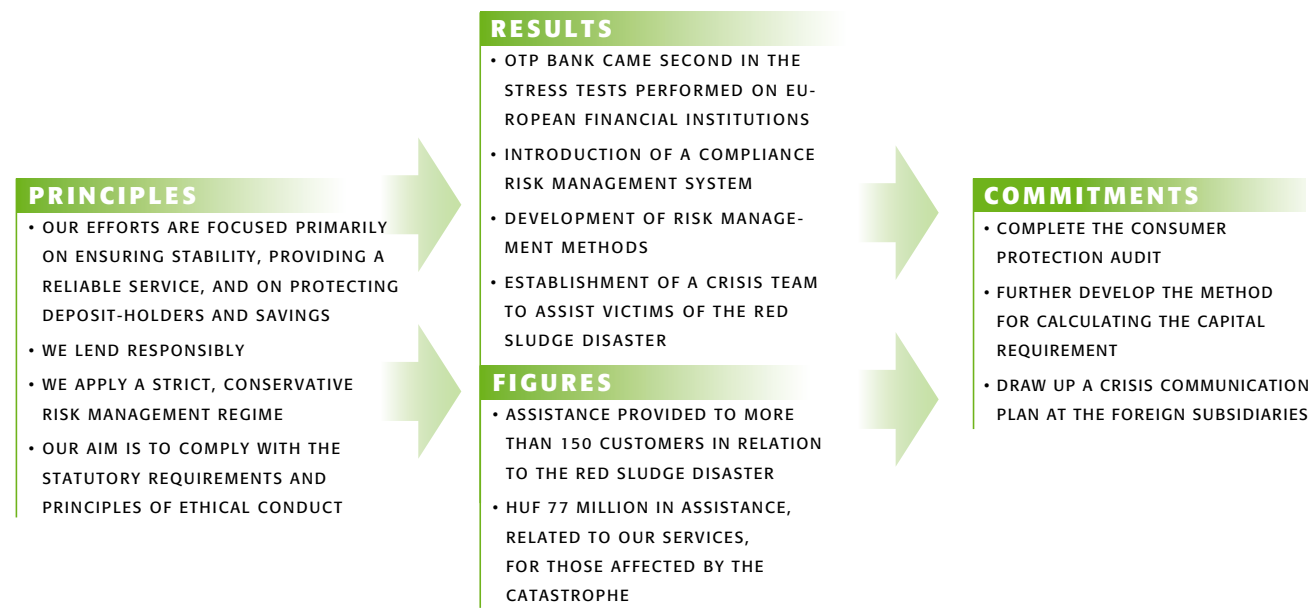 PRINCIPLES
• OUR EFFORTS ARE FOCUSED PRIMARILY
ON ENSURING STABILITY, PROVIDING A
RELIABLE SERVICE, AND ON PROTECTING
DEPOSIT-HOLDERS AND SAVINGS
• WE LEND RESPONSIBLY
• WE APPLY A STRICT, CONSERVATIVE
RISK MANAGEMENT REGIME
• OUR AIM IS TO COMPLY WITH THE
STATUTORY REQUIREMENTS AND
PRINCIPLES OF ETHICAL CONDUCT
RESULTS
• OTP BANK CAME SECOND IN THE
STRESS TESTS PERFORMED ON EU-
ROPEAN FINANCIAL INSTITUTIONS
• INTRODUCTION OF A COMPLIANCE
RISK MANAGEMENT SYSTEM
• DEVELOPMENT OF RISK MANAGE-
MENT METHODS
• ESTABLISHMENT OF A CRISIS TEAM
TO ASSIST VICTIMS OF THE RED
SLUDGE DISASTER
FIGURES
• ASSISTANCE PROVIDED TO MORE
THAN 150 CUSTOMERS IN RELATION
TO THE RED SLUDGE DISASTER
• HUF 77 MILLION IN ASSISTANCE,
RELATED TO OUR SERVICES,
FOR THOSE AFFECTED BY THE
CATASTROPHE
COMMITMENTS
• COMPLETE THE CONSUMER
PROTECTION AUDIT
• FURTHER DEVELOP THE METHOD
FOR CALCULATING THE CAPITAL
REQUIREMENT
• DRAW UP A CRISIS COMMUNICATION
PLAN AT THE FOREIGN SUBSIDIARIES